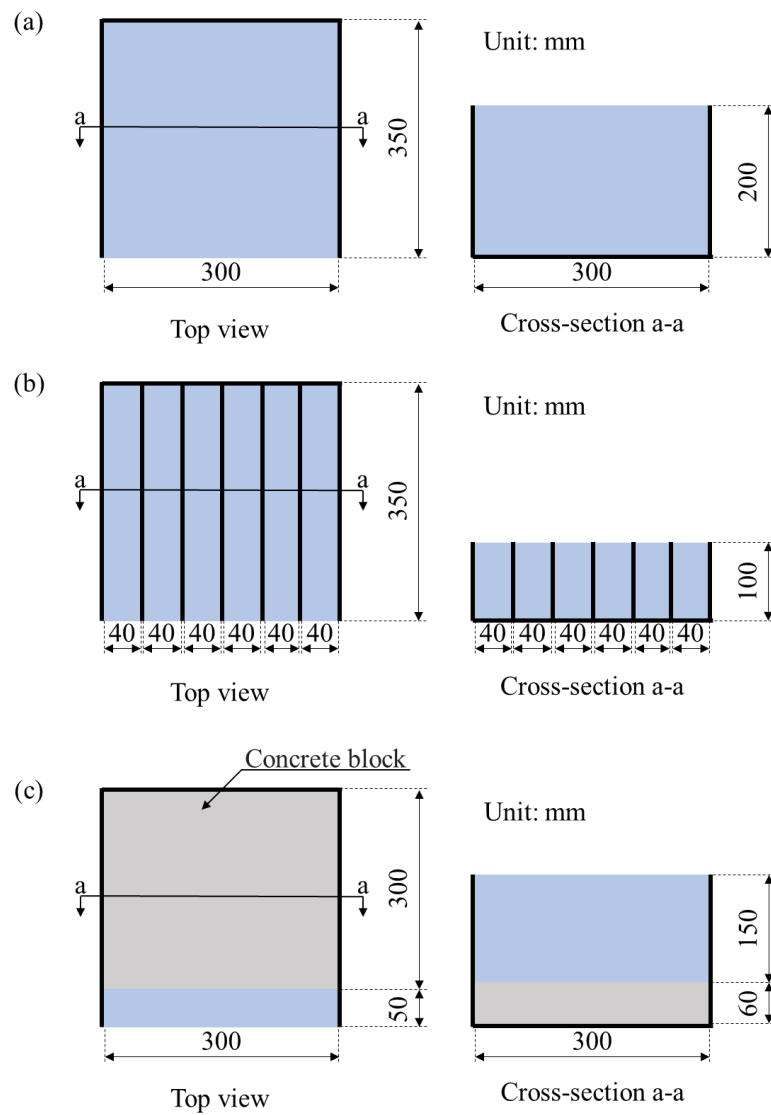 (a)
Unit: mm
a
a
350
200
300
300
Top view
Cross-section a-a
(b)
Unit: mm
a
a
350
100
40 40 40 40 40 40
40 40 40 40 40 40
Top view
Cross-section a-a
Concrete block
(c)
Unit: mm
a
a
300
150
50
60
300
300
Top view
Cross-section a-a